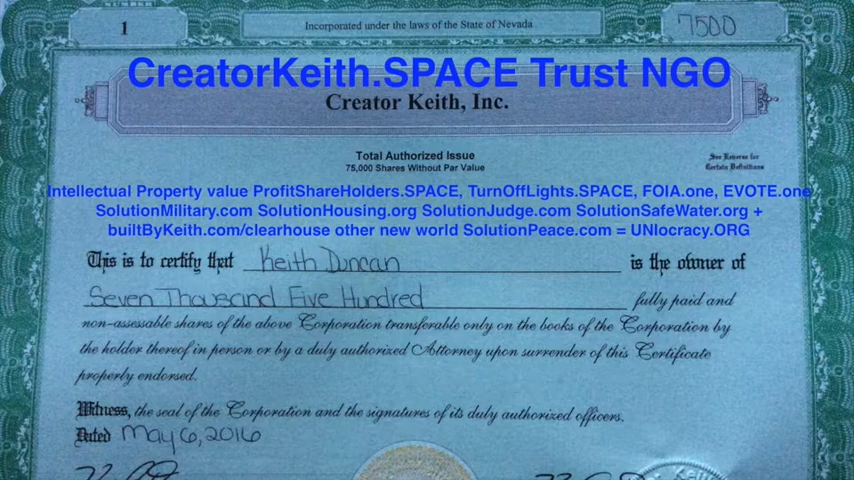 1
Incorporated under the laws of the State of Nevada
7500
CreatorKeith.SPACE Trust NGO
Creator Keith, Inc.
Total Authorized Issue
75,000 Shares Without Par Value
See Reverse for
Certain Definitions
Intellectual Property value ProfitShareHolders.SPACE, TurnOffLights.SPACE, FOIA.one, EVOTE.one
SolutionMilitary.com SolutionHousing.org SolutionJudge.com SolutionSafeWater.org +
builtByKeith.com/clearhouse other new world SolutionPeace.com = UNIocracy.ORG
This is to certify that Keith Duncan is the owner of
Seven Thousand Five Hundred fully paid and
non-assessable shares of the above Corporation transferable only on the books of the Corporation by
the holder thereof in person or by a duly authorized Attorney upon surrender of this Certificate
properly endorsed.
Witness, the seal of the Corporation and the signatures of its duly authorized officers.
Dated May 6, 2016